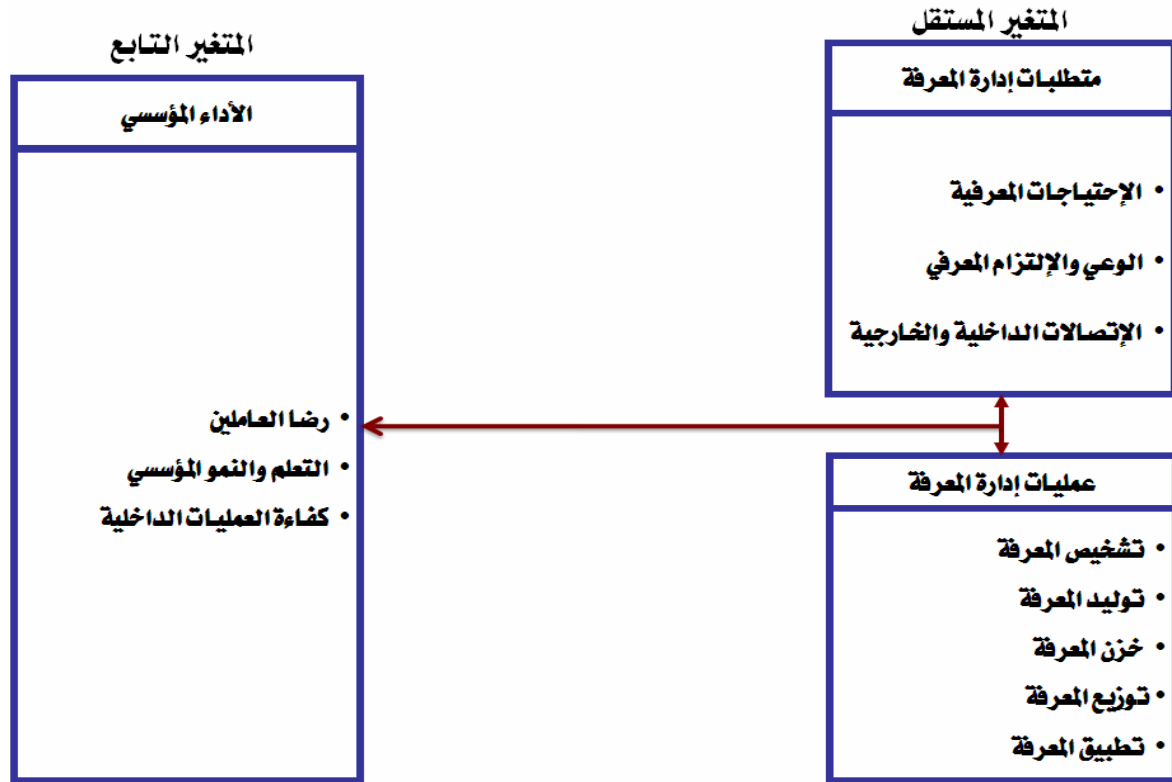 المتغير المستقل
متطلبات إدارة المعرفة
• الإحتياجات المعرفية
• الوعي والإلتزام المعرفي
• الإتصالات الداخلية والخارجية
عمليات إدارة المعرفة
• تشخيص المعرفة
• توليد المعرفة
• خزن المعرفة
• توزيع المعرفة
• تطبيق المعرفة
المتغير التابع
الأداء المؤسسي
• رضا العاملين
• التعلم والنمو المؤسسي
• كفاءة العمليات الداخلية